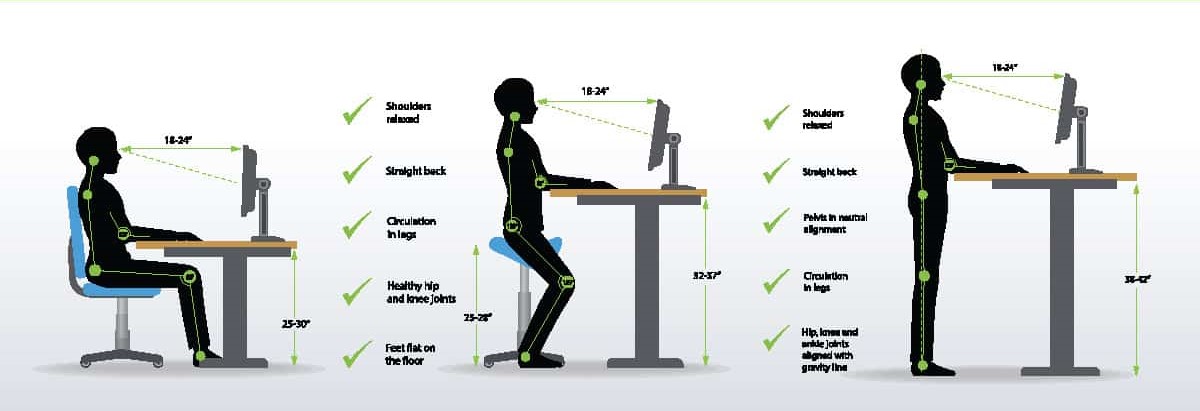 18-24"
25-30"
Shoulders
relaxed
Straight back
Circulation
in legs
Healthy hip
and knee joints
Feet flat on
the floor
18-24"
25-28"
32-37"
Shoulders
relaxed
Straight back
Pelvis in neutral
alignment
Circulation
in legs
Hip, knee and
ankle joints
aligned with
gravity line
18-24"